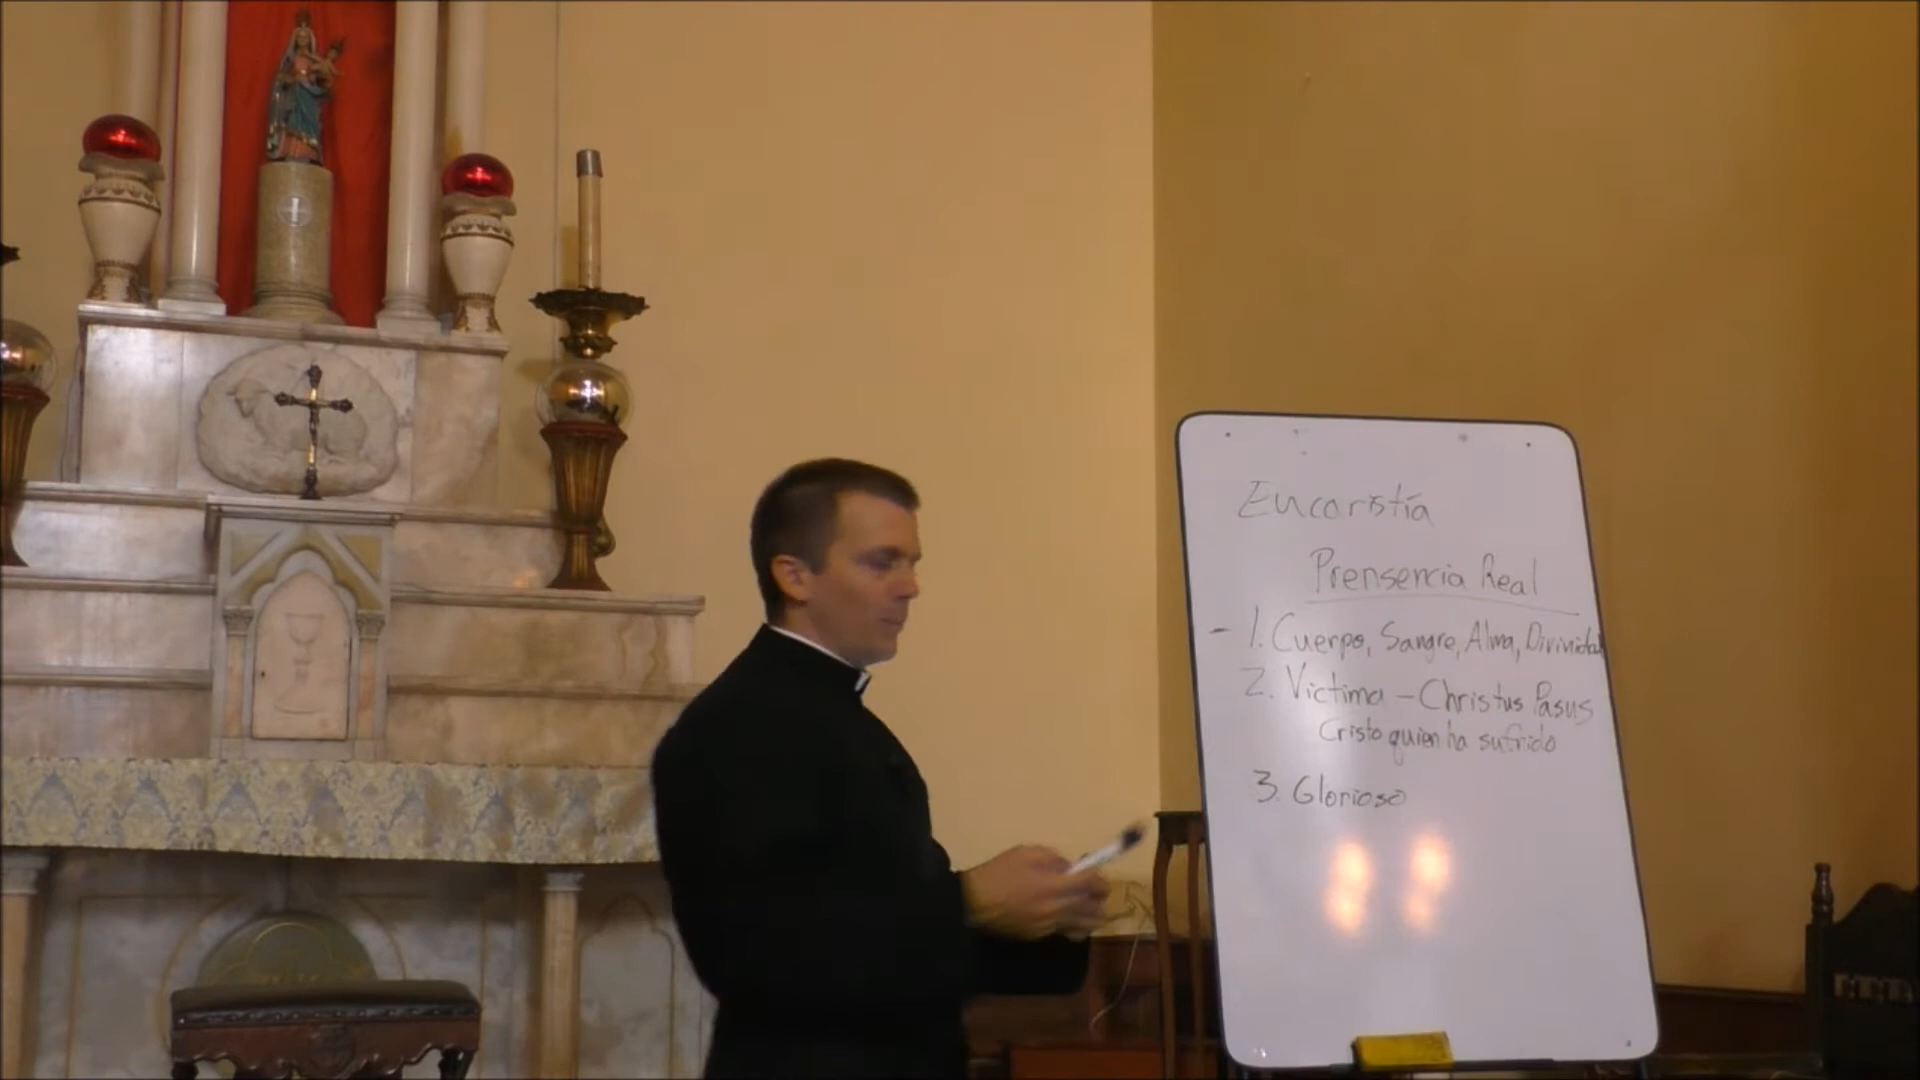 Eucaristía
Prensencia Real
- 1. Cuerpo, Sangre, Alma, Divinidad
2. Victima - Christus Pasus
Cristo quien ha sufrido
3. Glorioso